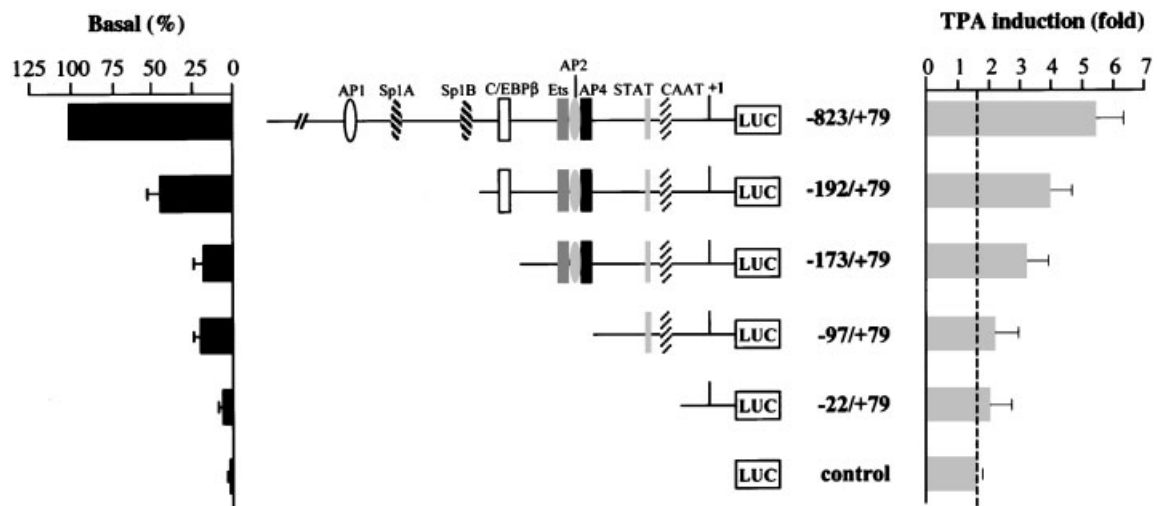 Basal (%)
TPA induction (fold)
125 100 50 25 0
AP2
0 1 2 3 4 5 6 7
AP1 Sp1A Sp1B C/EBPβ Ets AP4 STAT CAAT +1
LUC -823/+79
LUC -192/+79
LUC -173/+79
LUC -97/+79
LUC -22/+79
LUC control